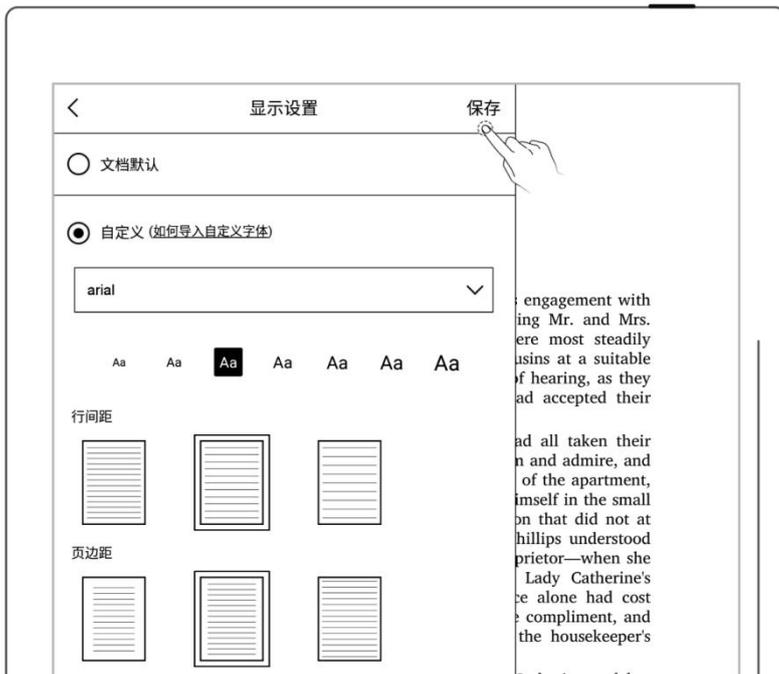 显示设置
保存
文档默认
自定义 (如何导入自定义字体)
arial
Aa Aa Aa Aa Aa Aa Aa
行间距
页边距
engagement with
ing Mr. and Mrs.
ere most steadily
usins at a suitable
of hearing, as they
ad accepted their
ad all taken their
and admire, and
of the apartment,
imself in the small
on that did not at
hillips understood
prietor—when she
Lady Catherine's
ce alone had cost
compliment, and
the housekeeper's